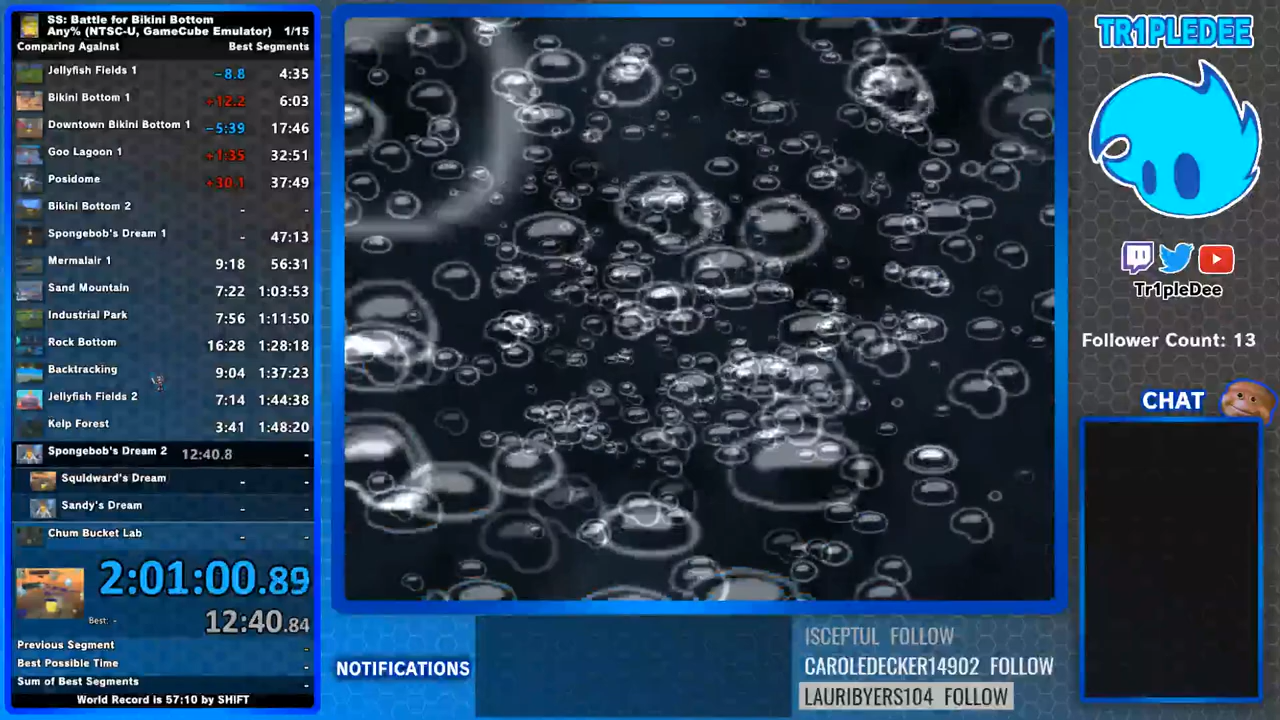 SS: Battle for Bikini Bottom
Any% (NTSC-U, GameCube Emulator) 1/15
Comparing Against Best Segments
Jellyfish Fields 1 -8.8 4:35
Bikini Bottom 1 +12.2 6:03
Downtown Bikini Bottom 1 -5:39 17:46
Goo Lagoon 1 +1:35 32:51
Posidome +30.1 37:49
Bikini Bottom 2 - -
Spongebob's Dream 1 - 47:13
Mermalair 1 9:18 56:31
Sand Mountain 7:22 1:03:53
Industrial Park 7:56 1:11:50
Rock Bottom 16:28 1:28:18
Backtracking 9:04 1:37:23
Jellyfish Fields 2 7:14 1:44:38
Kelp Forest 3:41 1:48:20
Spongebob's Dream 2 12:40.8 -
Squidward's Dream - -
Sandy's Dream - -
Chum Bucket Lab - -
2:01:00.89
Best: - 12:40.84
Previous Segment -
Best Possible Time -
Sum of Best Segments -
World Record is 57:10 by SHIFT
NOTIFICATIONS
ISCEPTUL FOLLOW
CAROLEDECKER14902 FOLLOW
LAURIBYERS104 FOLLOW
TR1PLEDEE
Tr1pleDee
Follower Count: 13
CHAT